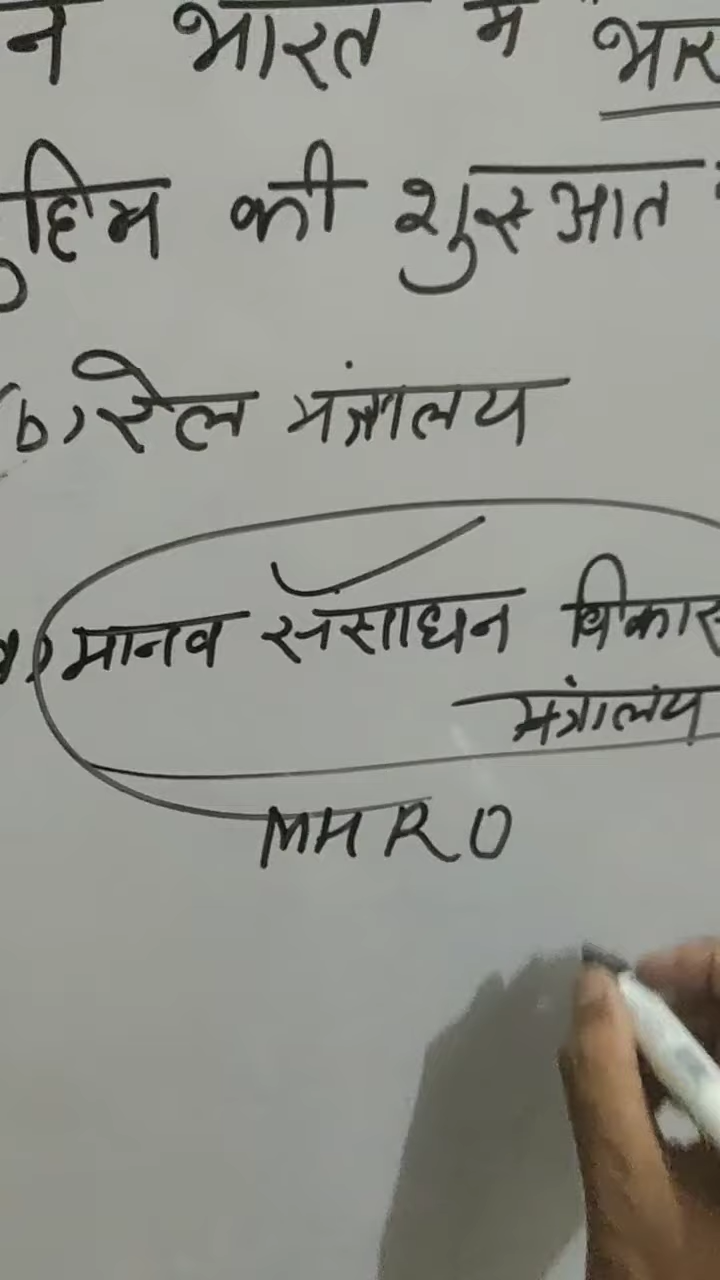 न भारत में भार
ुहिम की शुरुआत
(b) रेल मंत्रालय
मानव संसाधन विकास
मंत्रालय
MHRD